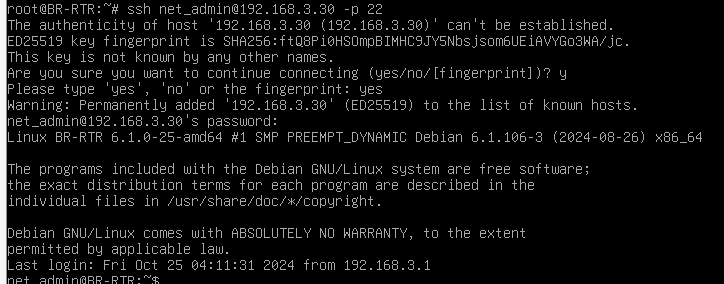 root@BR-RTR:~# ssh net_admin@192.168.3.30 -p 22
The authenticity of host '192.168.3.30 (192.168.3.30)' can't be established.
ED25519 key fingerprint is SHA256:ftQ8Pi0HSOmpBIMHC9JY5Nbsjsom6UEiAVYGo3WA/jc.
This key is not known by any other names.
Are you sure you want to continue connecting (yes/no/[fingerprint])? y
Please type 'yes', 'no' or the fingerprint: yes
Warning: Permanently added '192.168.3.30' (ED25519) to the list of known hosts.
net_admin@192.168.3.30's password:
Linux BR-RTR 6.1.0-25-amd64 #1 SMP PREEMPT_DYNAMIC Debian 6.1.106-3 (2024-08-26) x86_64
The programs included with the Debian GNU/Linux system are free software;
the exact distribution terms for each program are described in the
individual files in /usr/share/doc/*/copyright.
Debian GNU/Linux comes with ABSOLUTELY NO WARRANTY, to the extent
permitted by applicable law.
Last login: Fri Oct 25 04:11:31 2024 from 192.168.3.1
net_admin@BR-RTR:~$